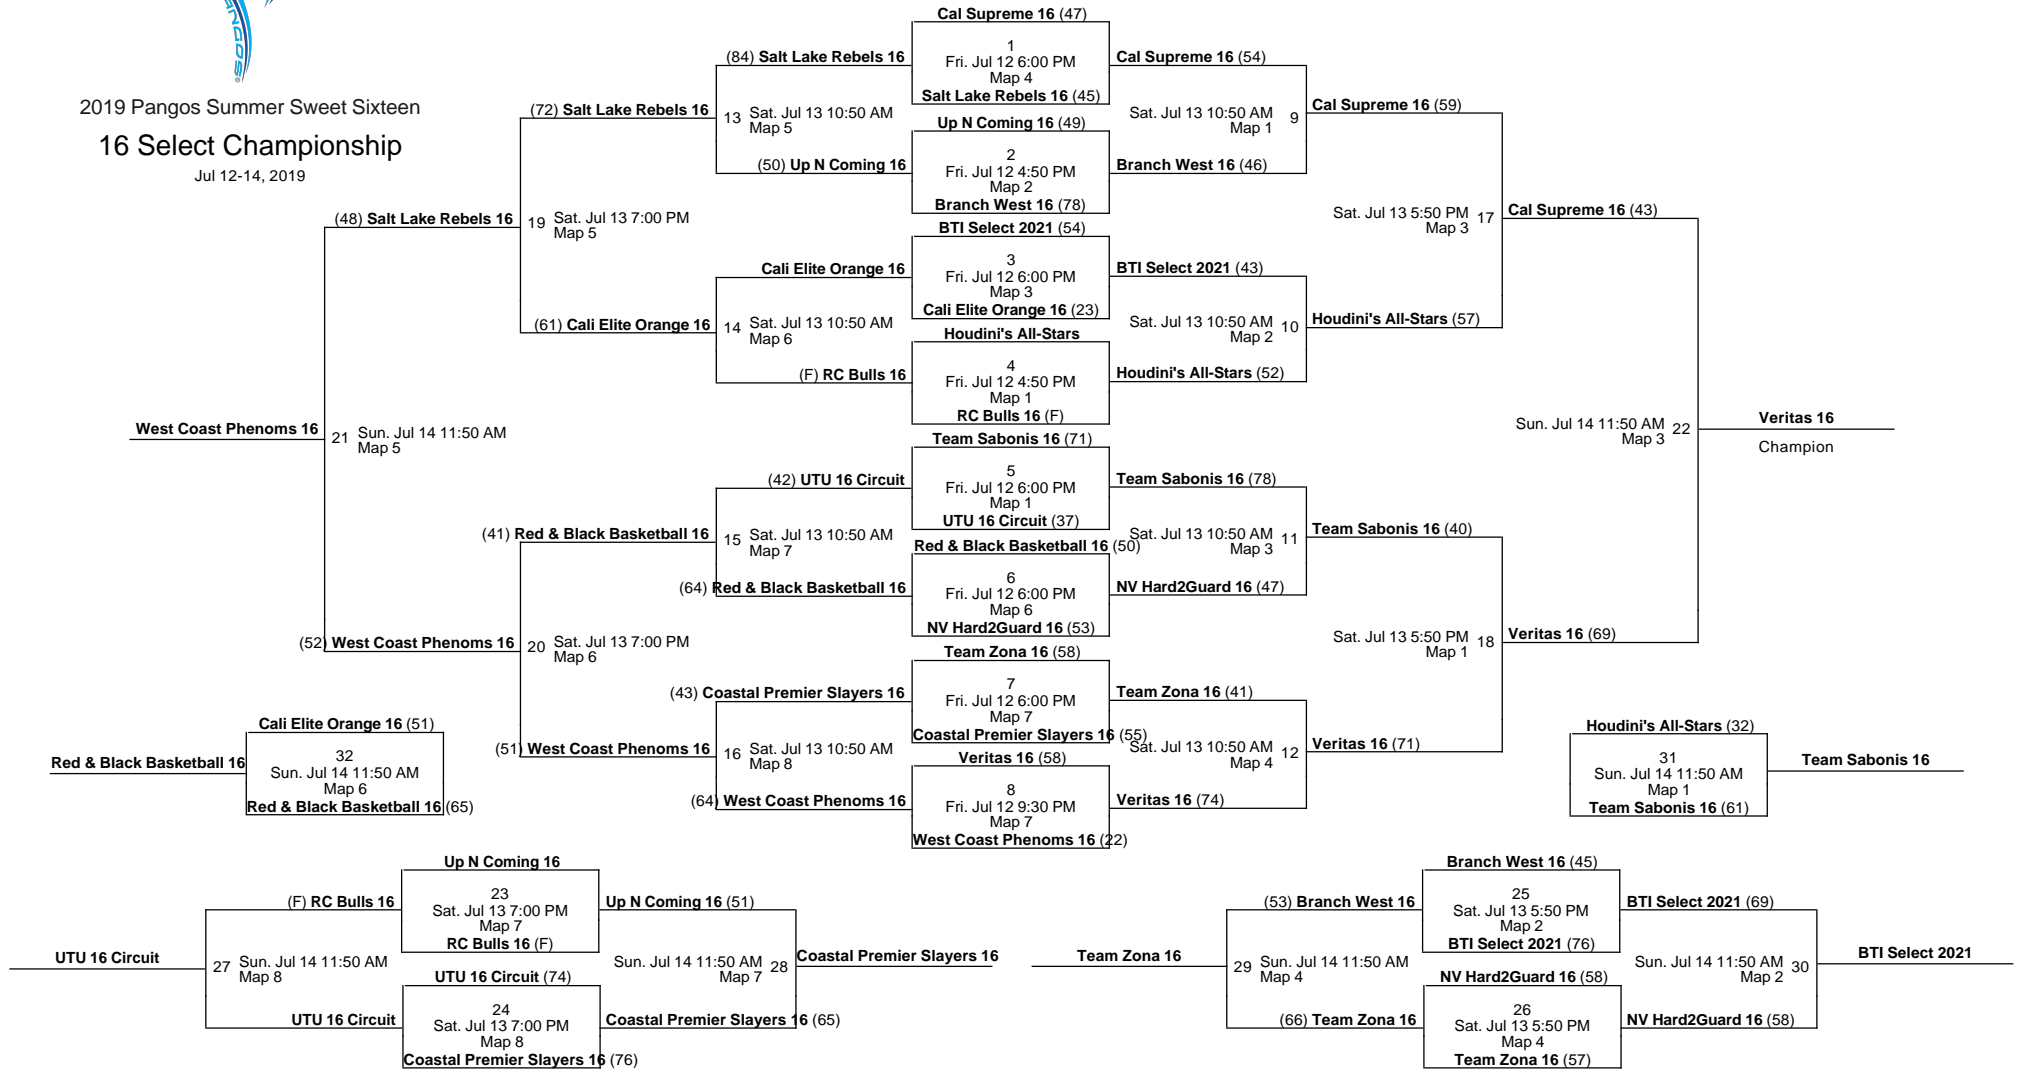 ANGOS
2019 Pangos Summer Sweet Sixteen
16 Select Championship
Jul 12-14, 2019
Cal Supreme 16 (47)
1
Fri. Jul 12 6:00 PM
Map 4
Salt Lake Rebels 16 (45)
Up N Coming 16 (49)
2
Fri. Jul 12 4:50 PM
Map 2
Branch West 16 (78)
BTI Select 2021 (54)
3
Fri. Jul 12 6:00 PM
Map 3
Cali Elite Orange 16 (23)
Houdini's All-Stars
4
Fri. Jul 12 4:50 PM
Map 1
RC Bulls 16 (F)
Team Sabonis 16 (71)
5
Fri. Jul 12 6:00 PM
Map 1
UTU 16 Circuit (37)
Red & Black Basketball 16 (50)
6
Fri. Jul 12 6:00 PM
Map 6
NV Hard2Guard 16 (53)
Team Zona 16 (58)
7
Fri. Jul 12 6:00 PM
Map 7
Coastal Premier Slayers 16 (55)
Veritas 16 (58)
8
Fri. Jul 12 9:30 PM
Map 7
West Coast Phenoms 16 (22)
(84) Salt Lake Rebels 16
13 Sat. Jul 13 10:50 AM
Map 5
(50) Up N Coming 16
Cali Elite Orange 16
14 Sat. Jul 13 10:50 AM
Map 6
(F) RC Bulls 16
(42) UTU 16 Circuit
15 Sat. Jul 13 10:50 AM
Map 7
(64) Red & Black Basketball 16
(43) Coastal Premier Slayers 16
16 Sat. Jul 13 10:50 AM
Map 8
(64) West Coast Phenoms 16
(72) Salt Lake Rebels 16
19 Sat. Jul 13 7:00 PM
Map 5
(61) Cali Elite Orange 16
(41) Red & Black Basketball 16
20 Sat. Jul 13 7:00 PM
Map 6
(51) West Coast Phenoms 16
(48) Salt Lake Rebels 16
21 Sun. Jul 14 11:50 AM
Map 5
(52) West Coast Phenoms 16
West Coast Phenoms 16
Cal Supreme 16 (54)
Sat. Jul 13 10:50 AM 9
Map 1
Branch West 16 (46)
BTI Select 2021 (43)
Sat. Jul 13 10:50 AM 10
Map 2
Houdini's All-Stars (52)
Team Sabonis 16 (78)
Sat. Jul 13 10:50 AM 11
Map 3
NV Hard2Guard 16 (47)
Team Zona 16 (41)
Sat. Jul 13 10:50 AM 12
Map 4
Veritas 16 (74)
Cal Supreme 16 (59)
Sat. Jul 13 5:50 PM 17
Map 3
Houdini's All-Stars (57)
Team Sabonis 16 (40)
Sat. Jul 13 5:50 PM 18
Map 1
Veritas 16 (71)
Cal Supreme 16 (43)
Sun. Jul 14 11:50 AM 22
Map 3
Veritas 16 (69)
Veritas 16
Champion
Cali Elite Orange 16 (51)
32
Sun. Jul 14 11:50 AM
Map 6
Red & Black Basketball 16 (65)
Red & Black Basketball 16
Houdini's All-Stars (32)
31
Sun. Jul 14 11:50 AM
Map 1
Team Sabonis 16 (61)
Team Sabonis 16
Up N Coming 16
23
Sat. Jul 13 7:00 PM
Map 7
RC Bulls 16 (F)
UTU 16 Circuit (74)
24
Sat. Jul 13 7:00 PM
Map 8
Coastal Premier Slayers 16 (76)
(F) RC Bulls 16
27 Sun. Jul 14 11:50 AM
Map 8
UTU 16 Circuit
UTU 16 Circuit
Up N Coming 16 (51)
Sun. Jul 14 11:50 AM 28
Map 7
Coastal Premier Slayers 16 (65)
Coastal Premier Slayers 16
Branch West 16 (45)
25
Sat. Jul 13 5:50 PM
Map 2
BTI Select 2021 (76)
NV Hard2Guard 16 (58)
26
Sat. Jul 13 5:50 PM
Map 4
Team Zona 16 (57)
(53) Branch West 16
29 Sun. Jul 14 11:50 AM
Map 4
(66) Team Zona 16
Team Zona 16
BTI Select 2021 (69)
Sun. Jul 14 11:50 AM 30
Map 2
NV Hard2Guard 16 (58)
BTI Select 2021